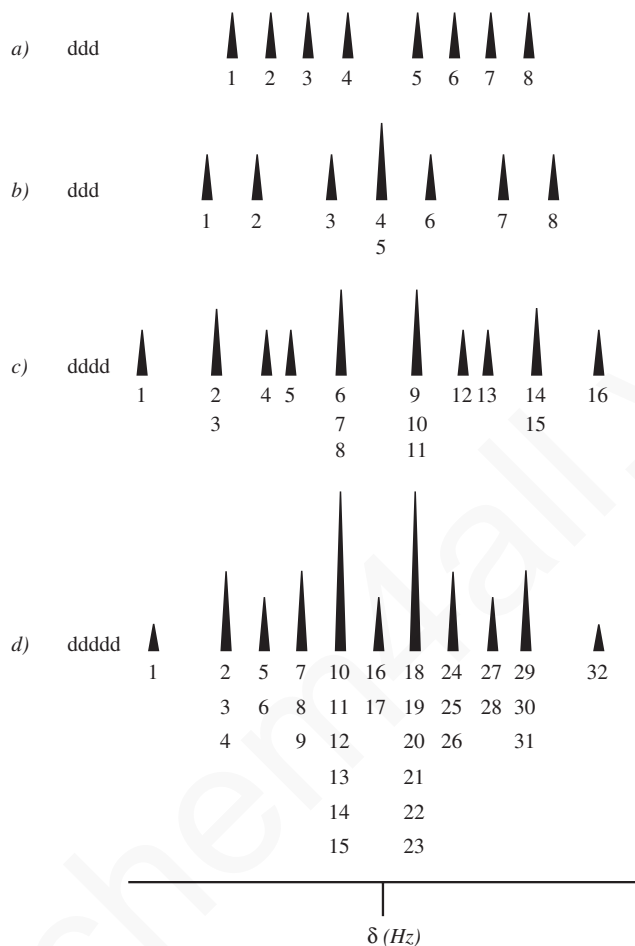 a) ddd
1 2 3 4 5 6 7 8
b) ddd
1 2 3 4 6 7 8
5
c) dddd
1 2 4 5 6 9 12 13 14 16
3 7 10 15
8 11
d) ddddd
1 2 5 7 10 16 18 24 27 29 32
3 6 8 11 17 19 25 28 30
4 9 12 20 26 31
13 21
14 22
15 23
δ (Hz)